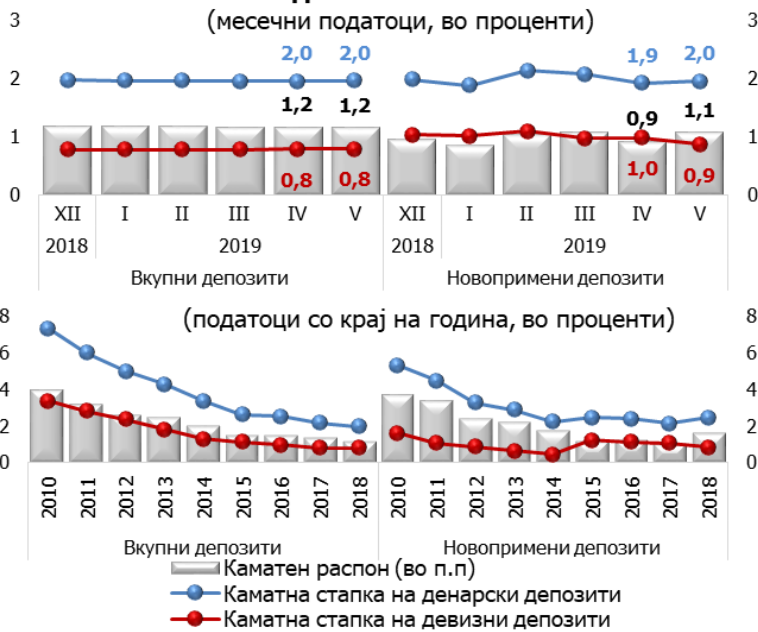 (месечни податоци, во проценти)
3 3
2 2
1 1
0 0
2,0 2,0 1,9 2,0
1,2 1,2 0,9 1,1
0,8 0,8 1,0 0,9
XII I II III IV V XII I II III IV V
2018 2019 2018 2019
Вкупни депозити Новопримени депозити
(податоци со крај на година, во проценти)
8 8
6 6
4 4
2 2
0 0
2010 2011 2012 2013 2014 2015 2016 2017 2018 2010 2011 2012 2013 2014 2015 2016 2017 2018
Вкупни депозити Новопримени депозити
Каматен распон (во п.п)
Каматна стапка на денарски депозити
Каматна стапка на девизни депозити